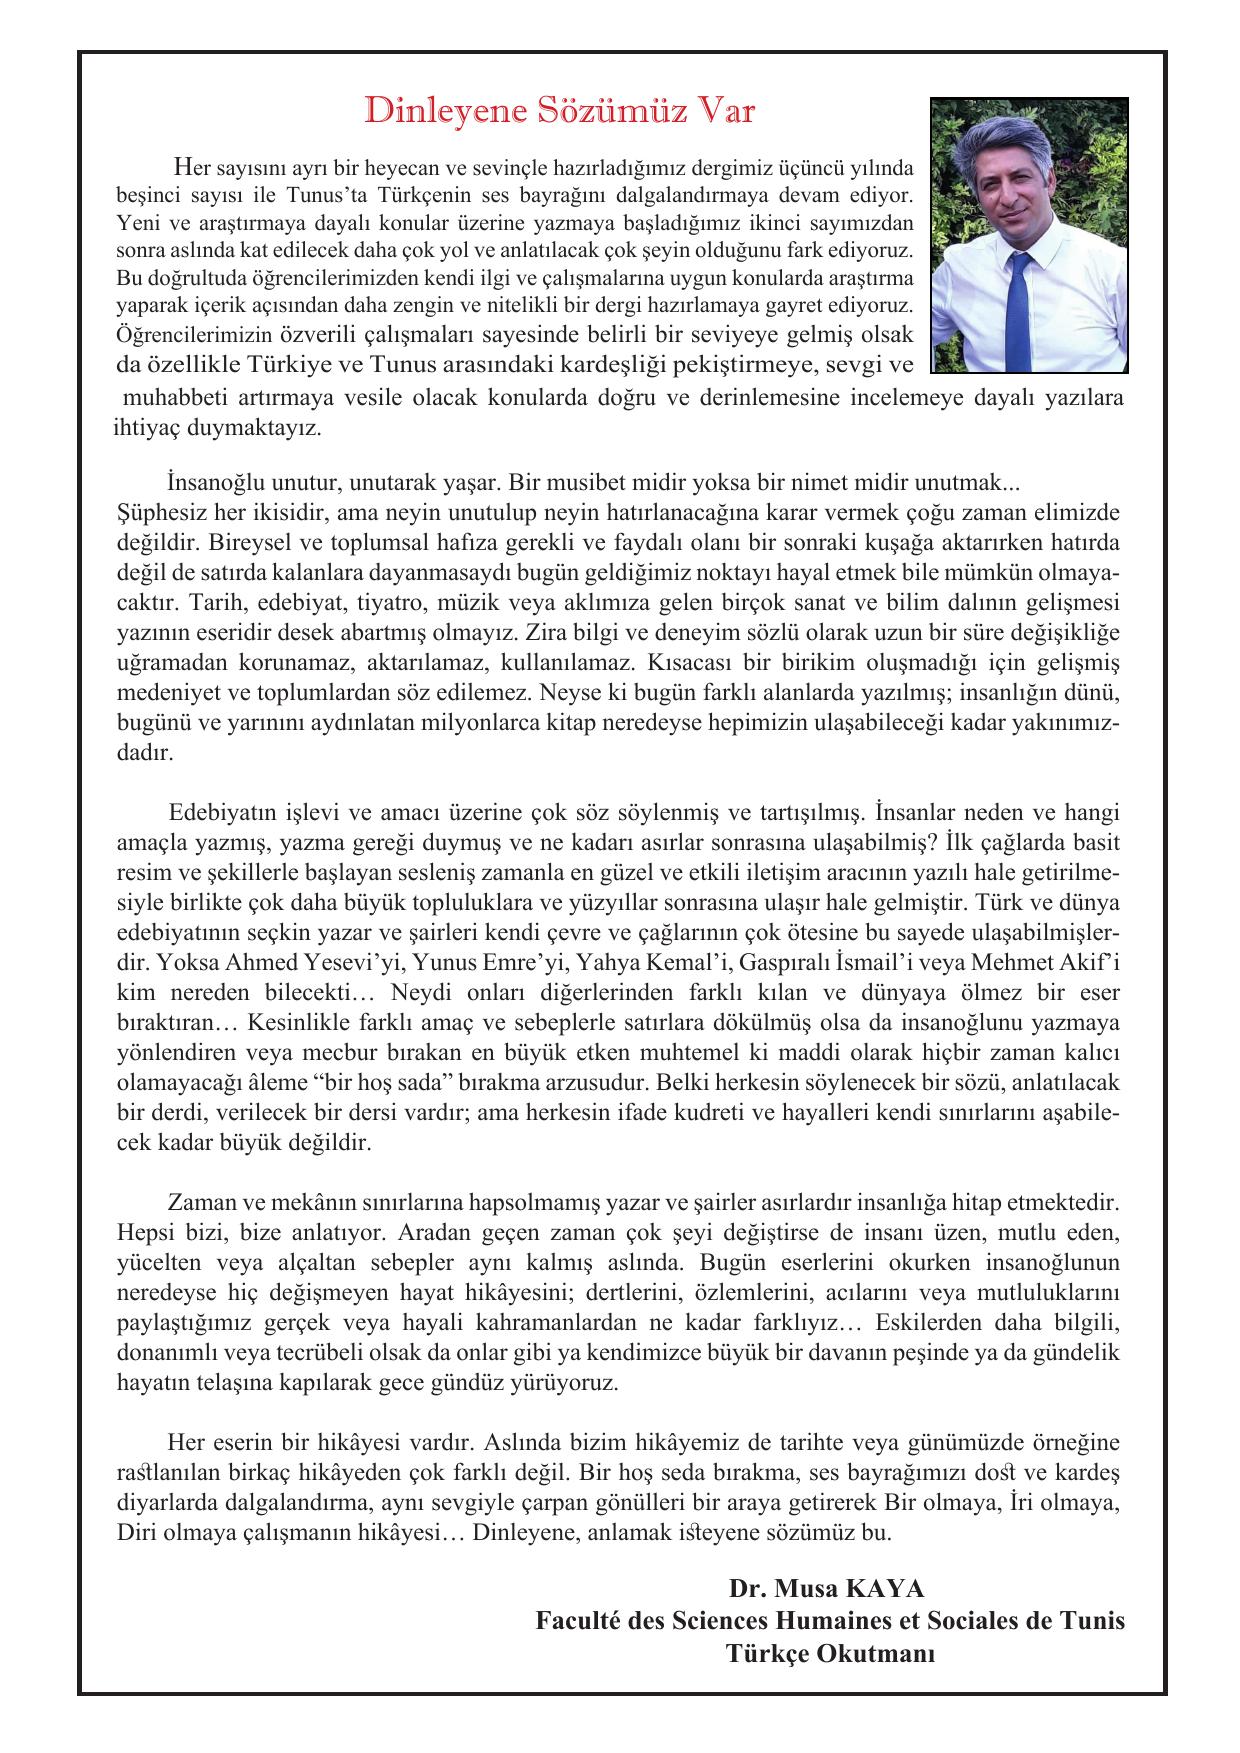 Dinleyene Sözümüz Var
Her sayısını ayrı bir heyecan ve sevinçle hazırladığımız dergimiz üçüncü yılında
beşinci sayısı ile Tunus’ta Türkçenin ses bayrağını dalgalandırmaya devam ediyor.
Yeni ve araştırmaya dayalı konular üzerine yazmaya başladığımız ikinci sayımızdan
sonra aslında kat edilecek daha çok yol ve anlatılacak çok şeyin olduğunu fark ediyoruz.
Bu doğrultuda öğrencilerimizden kendi ilgi ve çalışmalarına uygun konularda araştırma
yaparak içerik açısından daha zengin ve nitelikli bir dergi hazırlamaya gayret ediyoruz.
Öğrencilerimizin özverili çalışmaları sayesinde belirli bir seviyeye gelmiş olsak
da özellikle Türkiye ve Tunus arasındaki kardeşliği pekiştirmeye, sevgi ve
muhabbeti artırmaya vesile olacak konularda doğru ve derinlemesine incelemeye dayalı yazılara
ihtiyaç duymaktayız.
İnsanoğlu unutur, unutarak yaşar. Bir musibet midir yoksa bir nimet midir unutmak...
Şüphesiz her ikisidir, ama neyin unutulup neyin hatırlanacağına karar vermek çoğu zaman elimizde
değildir. Bireysel ve toplumsal hafıza gerekli ve faydalı olanı bir sonraki kuşağa aktarırken hatırda
değil de satırda kalanlara dayanmasaydı bugün geldiğimiz noktayı hayal etmek bile mümkün olmaya-
caktır. Tarih, edebiyat, tiyatro, müzik veya aklımıza gelen birçok sanat ve bilim dalının gelişmesi
yazının eseridir desek abartmış olmayız. Zira bilgi ve deneyim sözlü olarak uzun bir süre değişikliğe
uğramadan korunamaz, aktarılamaz, kullanılamaz. Kısacası bir birikim oluşmadığı için gelişmiş
medeniyet ve toplumlardan söz edilemez. Neyse ki bugün farklı alanlarda yazılmış; insanlığın dünü,
bugünü ve yarınını aydınlatan milyonlarca kitap neredeyse hepimizin ulaşabileceği kadar yakınımız-
dadır.
Edebiyatın işlevi ve amacı üzerine çok söz söylenmiş ve tartışılmış. İnsanlar neden ve hangi
amaçla yazmış, yazma gereği duymuş ve ne kadarı asırlar sonrasına ulaşabilmiş? İlk çağlarda basit
resim ve şekillerle başlayan sesleniş zamanla en güzel ve etkili iletişim aracının yazılı hale getirilme-
siyle birlikte çok daha büyük topluluklara ve yüzyıllar sonrasına ulaşır hale gelmiştir. Türk ve dünya
edebiyatının seçkin yazar ve şairleri kendi çevre ve çağlarının çok ötesine bu sayede ulaşabilmişler-
dir. Yoksa Ahmed Yesevi’yi, Yunus Emre’yi, Yahya Kemal’i, Gaspıralı İsmail’i veya Mehmet Akif’i
kim nereden bilecekti… Neydi onları diğerlerinden farklı kılan ve dünyaya ölmez bir eser
bıraktıran… Kesinlikle farklı amaç ve sebeplerle satırlara dökülmüş olsa da insanoğlunu yazmaya
yönlendiren veya mecbur bırakan en büyük etken muhtemel ki maddi olarak hiçbir zaman kalıcı
olamayacağı âleme “bir hoş sada” bırakma arzusudur. Belki herkesin söylenecek bir sözü, anlatılacak
bir derdi, verilecek bir dersi vardır; ama herkesin ifade kudreti ve hayalleri kendi sınırlarını aşabile-
cek kadar büyük değildir.
Zaman ve mekânın sınırlarına hapsolmamış yazar ve şairler asırlardır insanlığa hitap etmektedir.
Hepsi bizi, bize anlatıyor. Aradan geçen zaman çok şeyi değiştirse de insanı üzen, mutlu eden,
yücelten veya alçaltan sebepler aynı kalmış aslında. Bugün eserlerini okurken insanoğlunun
neredeyse hiç değişmeyen hayat hikâyesini; dertlerini, özlemlerini, acılarını veya mutluluklarını
paylaştığımız gerçek veya hayali kahramanlardan ne kadar farklıyız… Eskilerden daha bilgili,
donanımlı veya tecrübeli olsak da onlar gibi ya kendimizce büyük bir davanın peşinde ya da gündelik
hayatın telaşına kapılarak gece gündüz yürüyoruz.
Her eserin bir hikâyesi vardır. Aslında bizim hikâyemiz de tarihte veya günümüzde örneğine
rastlanılan birkaç hikâyeden çok farklı değil. Bir hoş seda bırakma, ses bayrağımızı dost ve kardeş
diyarlarda dalgalandırma, aynı sevgiyle çarpan gönülleri bir araya getirerek Bir olmaya, İri olmaya,
Diri olmaya çalışmanın hikâyesi… Dinleyene, anlamak isteyene sözümüz bu.
Dr. Musa KAYA
Faculté des Sciences Humaines et Sociales de Tunis
Türkçe Okutmanı